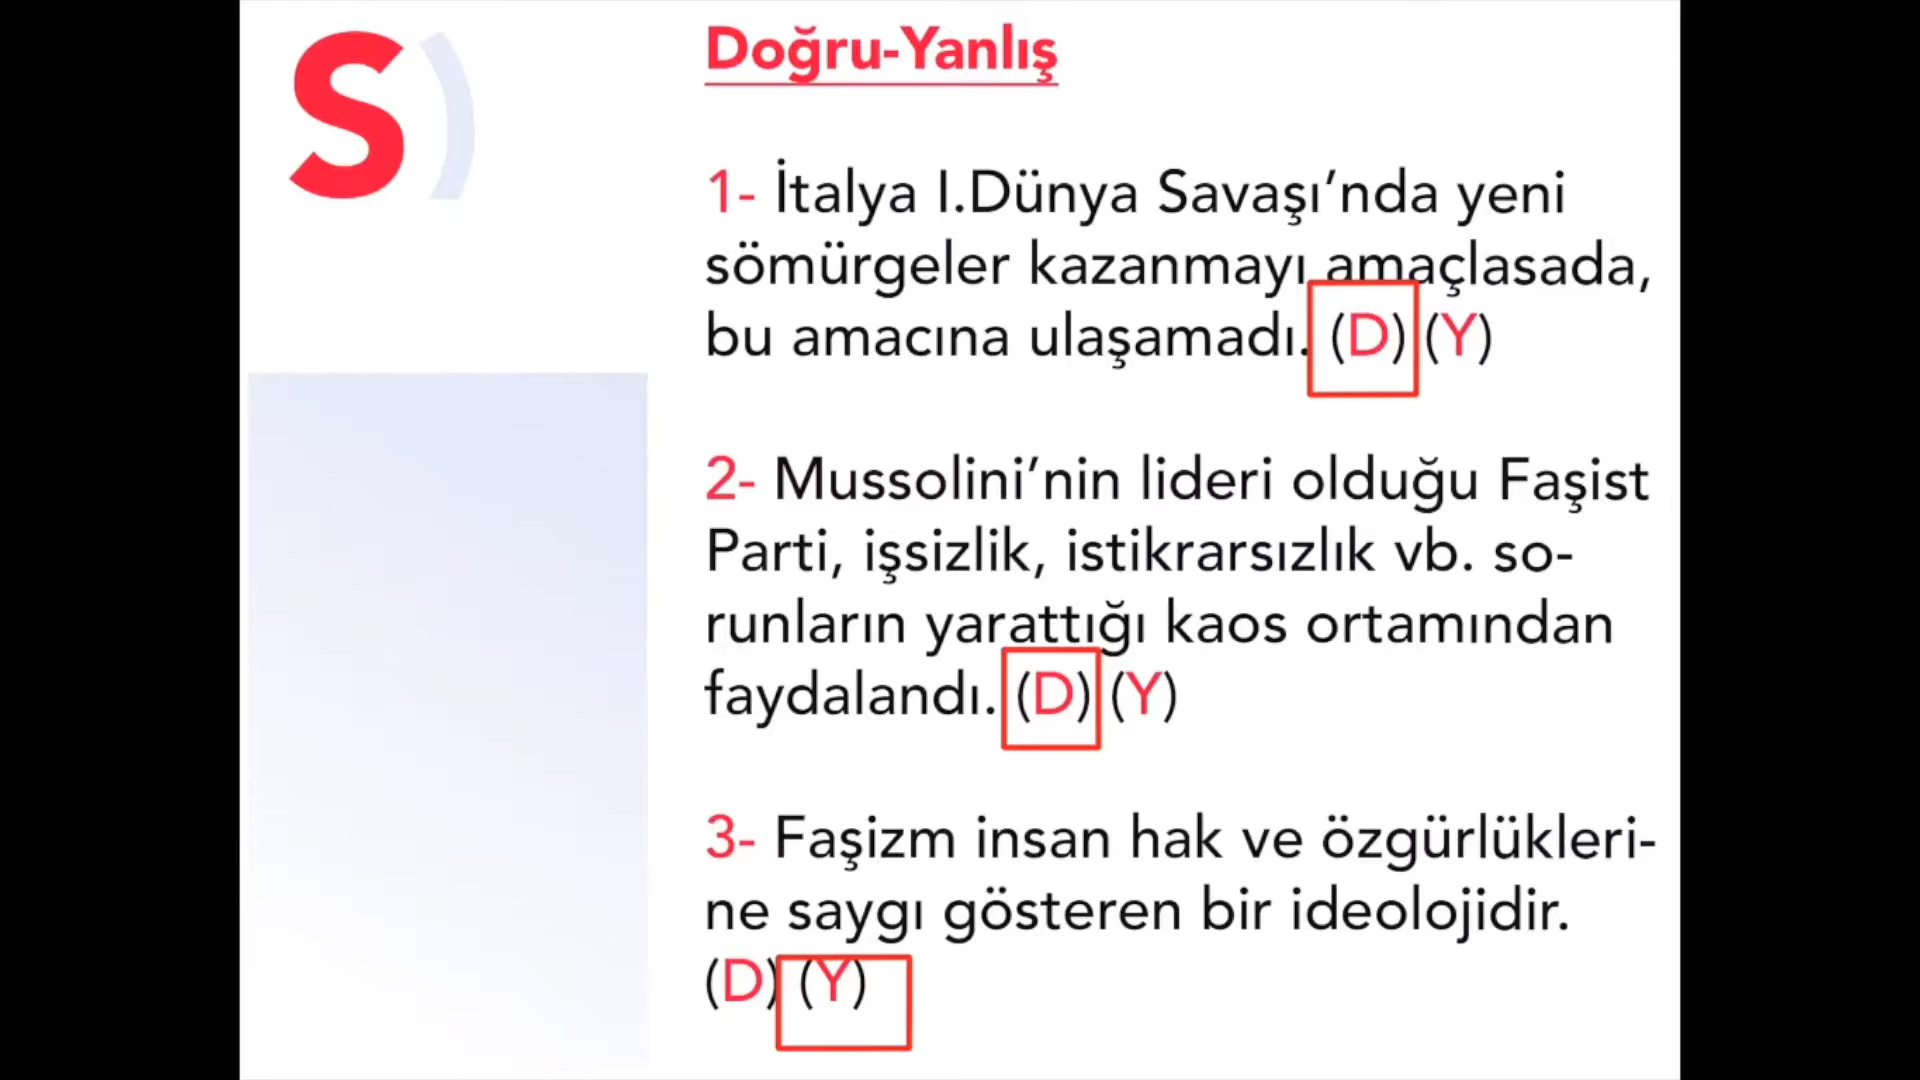 S)
Doğru-Yanlış
1- İtalya I.Dünya Savaşı’nda yeni
sömürgeler kazanmayı amaçlasada,
bu amacına ulaşamadı. (D) (Y)
2- Mussolini’nin lideri olduğu Faşist
Parti, işsizlik, istikrarsızlık vb. so-
runların yarattığı kaos ortamından
faydalandı. (D) (Y)
3- Faşizm insan hak ve özgürlükleri-
ne saygı gösteren bir ideolojidir.
(D) (Y)